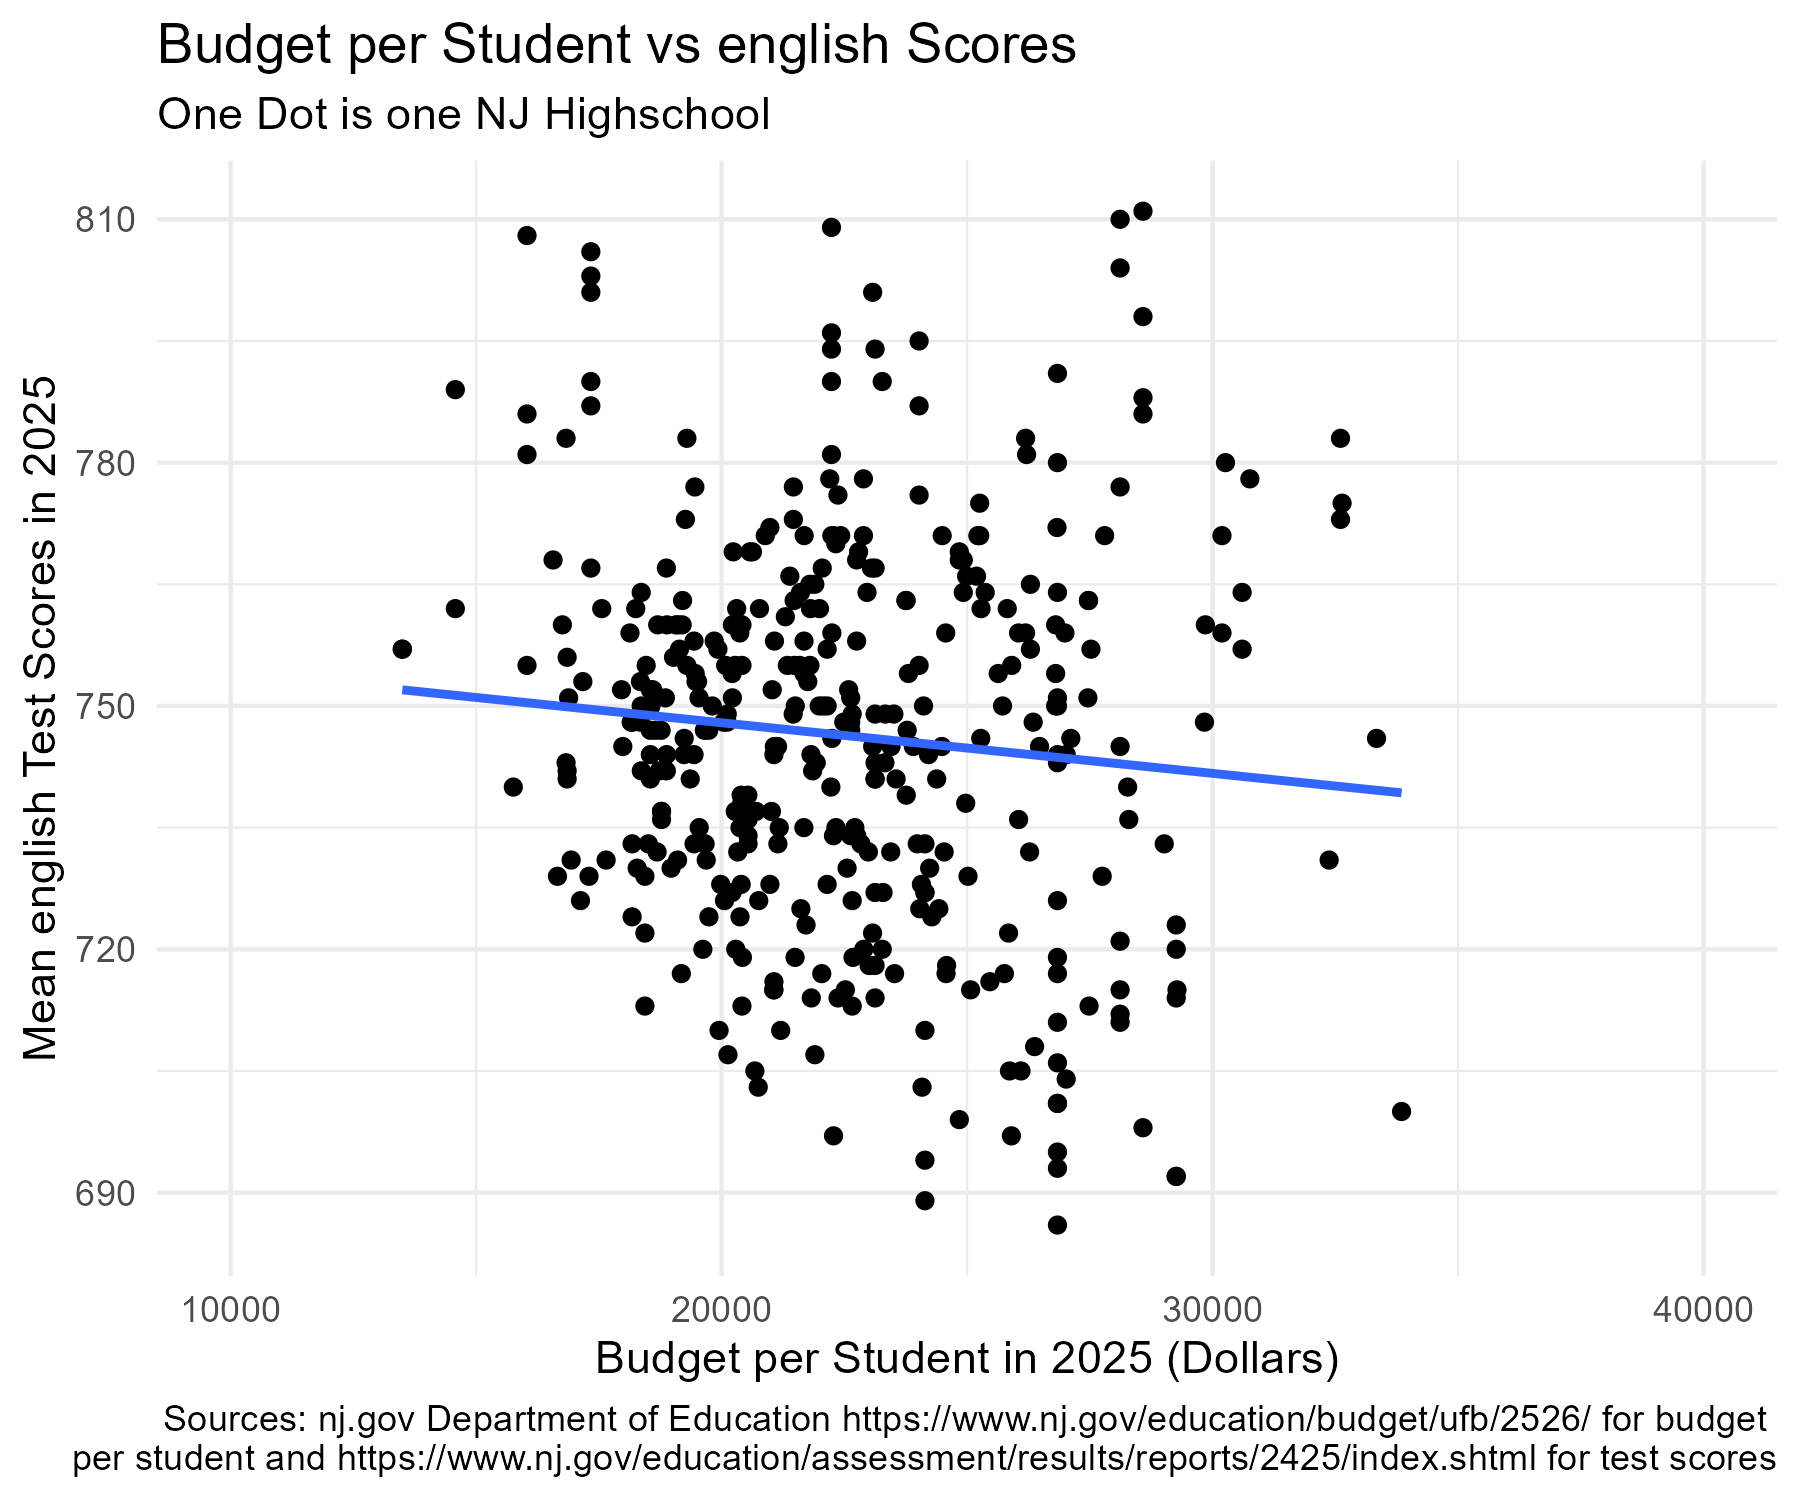 Budget per Student vs english Scores
One Dot is one NJ Highschool
Mean english Test Scores in 2025
810
780
750
720
690
10000
20000
30000
40000
Budget per Student in 2025 (Dollars)
Sources: nj.gov Department of Education https://www.nj.gov/education/budget/ufb/2526/ for budget
per student and https://www.nj.gov/education/assessment/results/reports/2425/index.shtml for test scores